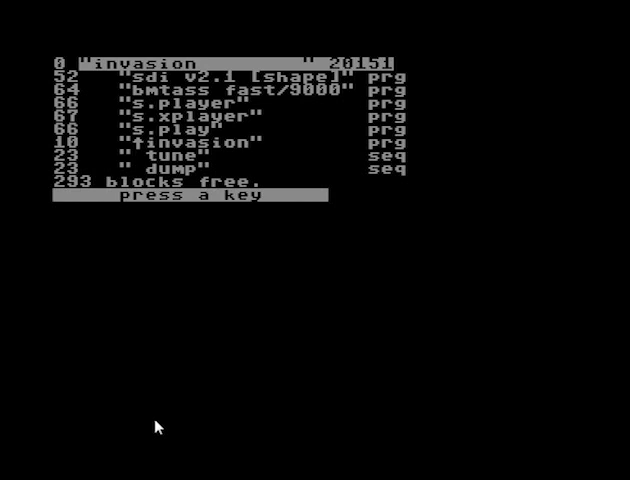 0 "invasion        " 20151
52   "sdi v2.1 [shape]" prg
64   "bmtass fast/9000" prg
66   "s.player"         prg
67   "s.xplayer"        prg
66   "s.play"           prg
10   "↑invasion"        prg
23   " tune"            seq
23   " dump"            seq
293 blocks free.
press a key